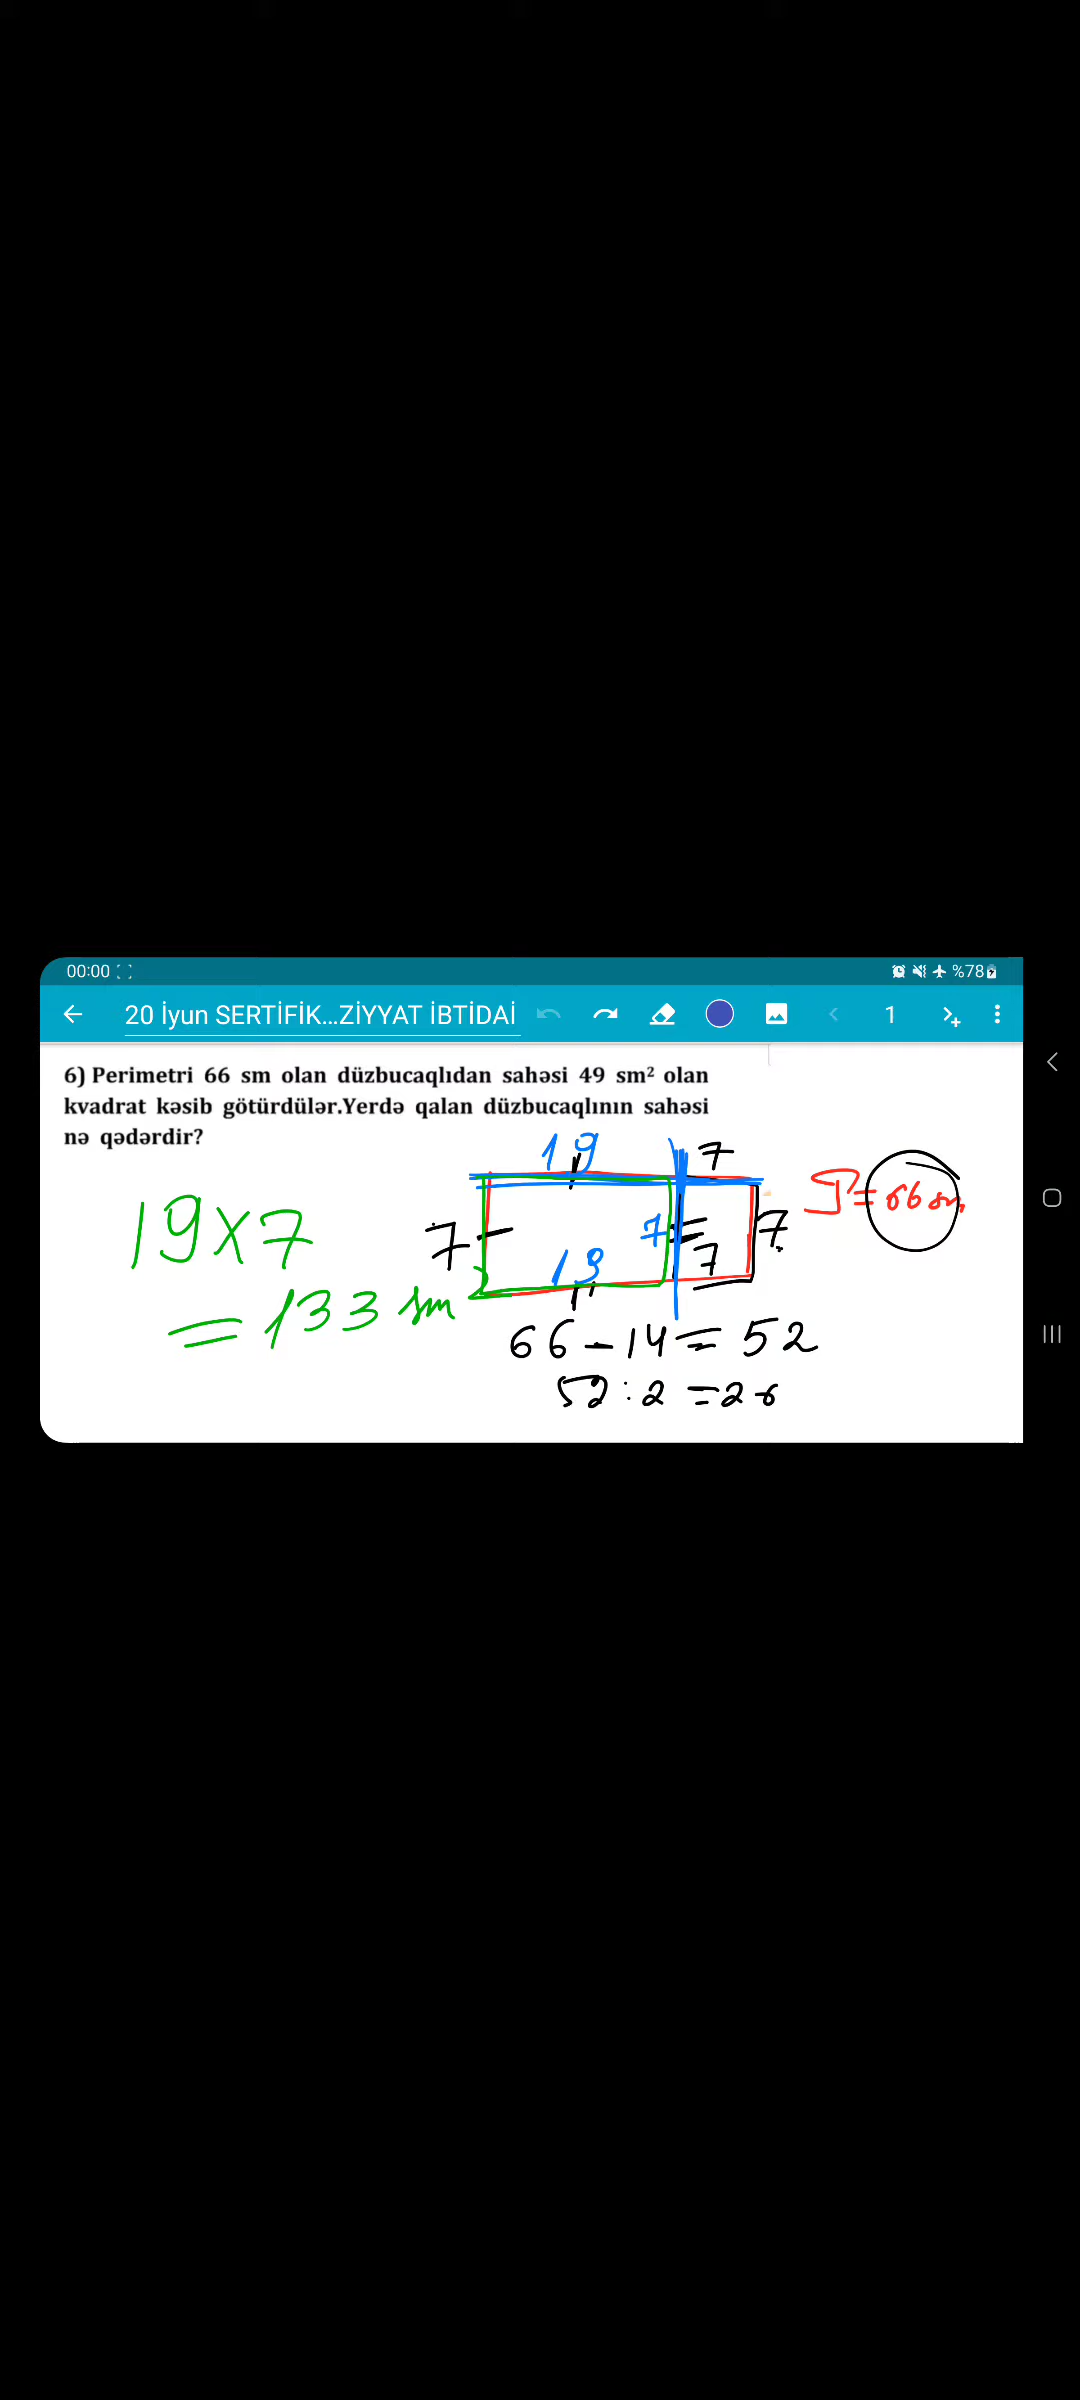 00:00 %78
20 İyun SERTİFİK...ZİYYAT İBTİDAİ 1
6) Perimetri 66 sm olan düzbucaqlıdan sahəsi 49 sm² olan
kvadrat kəsib götürdülər.Yerdə qalan düzbucaqlının sahəsi
nə qədərdir?
19 7
19X7 7 7 7 = 66 sm
19 7
= 133 sm²
66-14=52
52:2=26